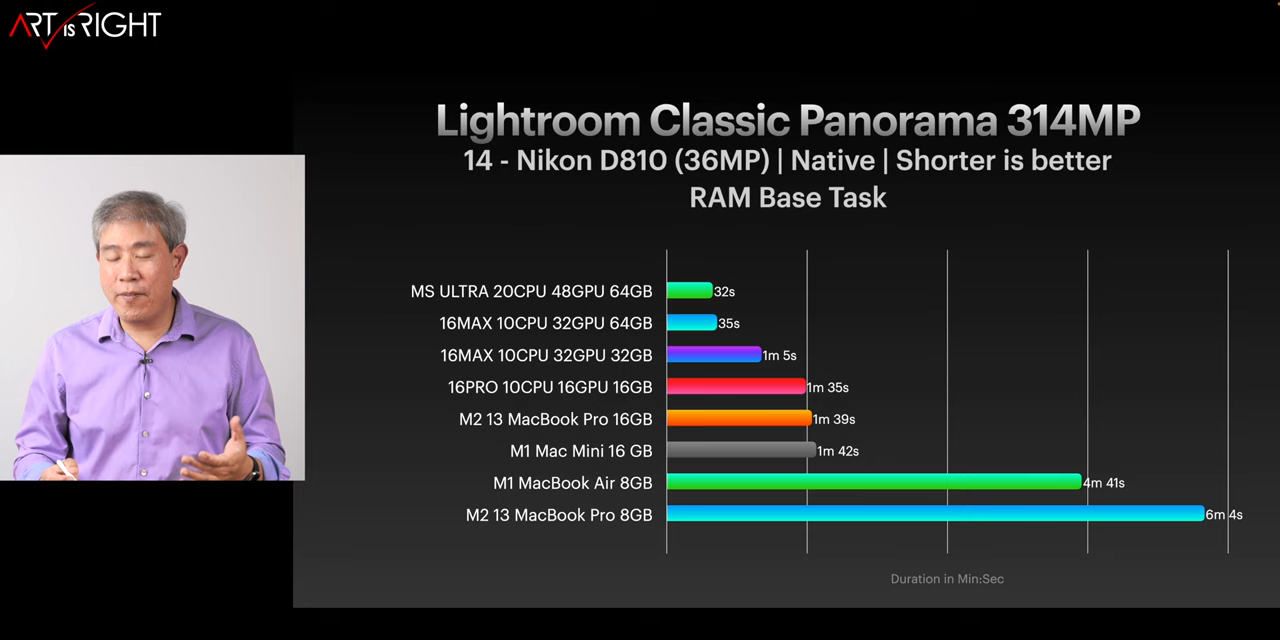 ART IS RIGHT
Lightroom Classic Panorama 314MP
14 - Nikon D810 (36MP) | Native | Shorter is better
RAM Base Task
MS ULTRA 20CPU 48GPU 64GB 32s
16MAX 10CPU 32GPU 64GB 35s
16MAX 10CPU 32GPU 32GB 1m 5s
16PRO 10CPU 16GPU 16GB 1m 35s
M2 13 MacBook Pro 16GB 1m 39s
M1 Mac Mini 16 GB 1m 42s
M1 MacBook Air 8GB 4m 41s
M2 13 MacBook Pro 8GB 6m 4s
Duration in Min:Sec